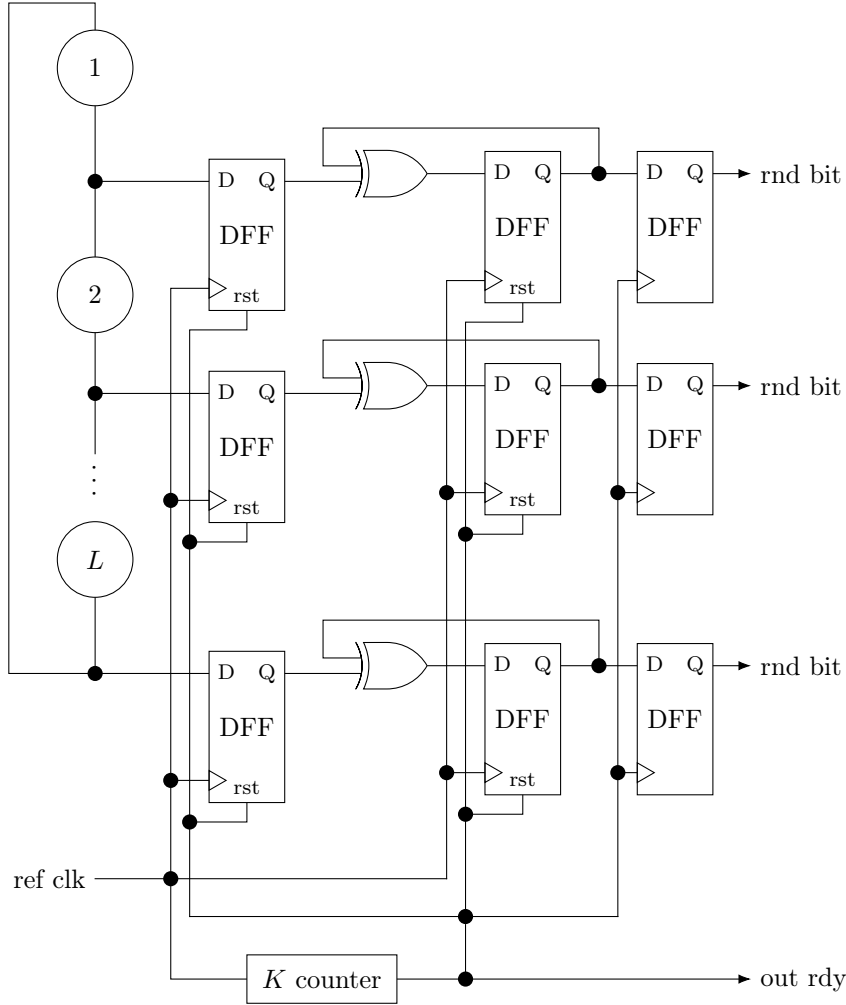 1
D Q D Q D Q rnd bit
DFF DFF DFF
2 rst rst
D Q D Q D Q rnd bit
DFF DFF DFF
⋮
rst rst
L
D Q D Q D Q rnd bit
DFF DFF DFF
rst rst
ref clk
K counter out rdy